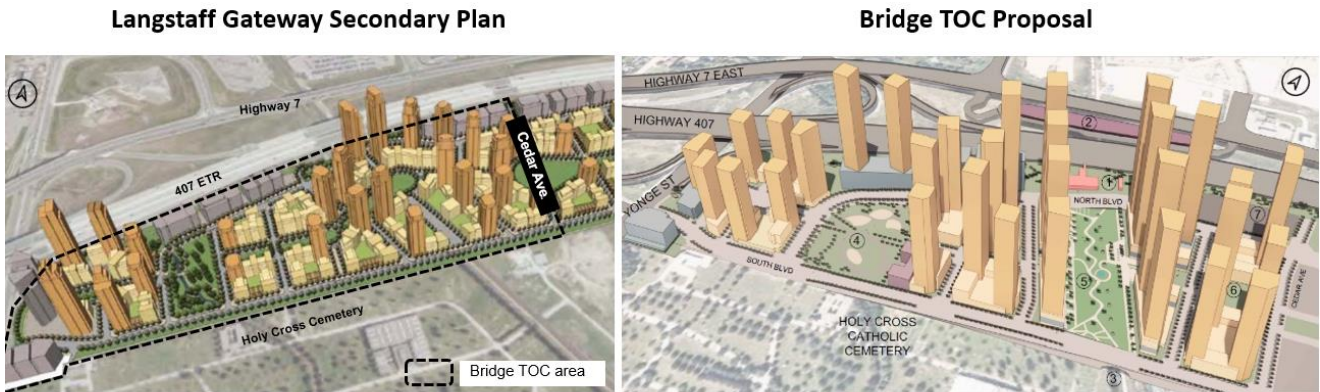 Langstaff Gateway Secondary Plan
Bridge TOC Proposal
Highway 7
407 ETR
Cedar Ave
Holy Cross Cemetery
Bridge TOC area
HIGHWAY 7 EAST
HIGHWAY 407
YONGE ST
SOUTH BLVD
NORTH BLVD
CEDAR AVE
HOLY CROSS
CATHOLIC
CEMETERY
①
②
③
④
⑤
⑥
⑦